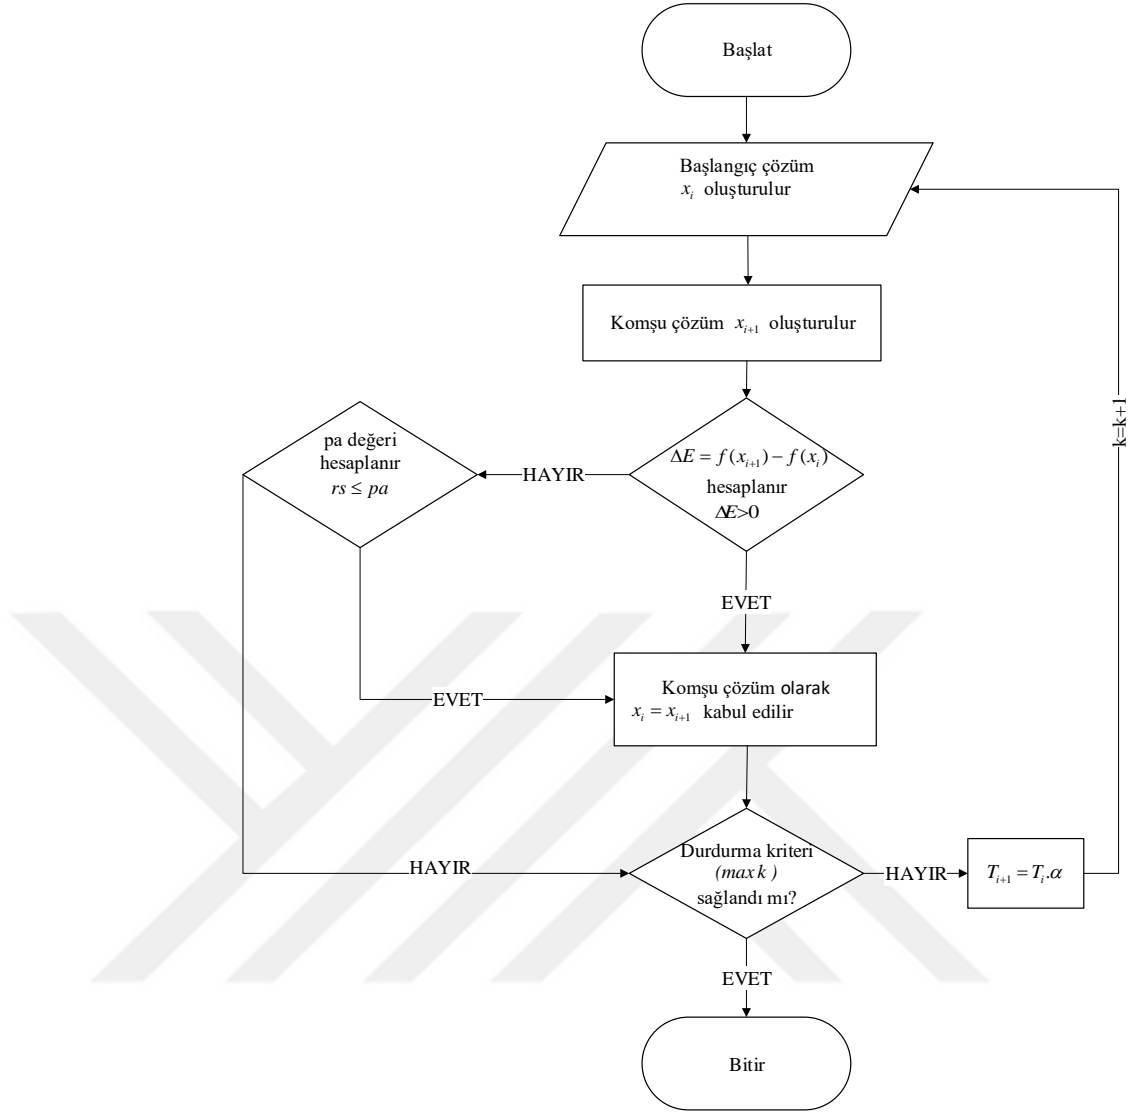 Başlat
Başlangıç çözüm
x_i oluşturulur
Komşu çözüm x_{i+1} oluşturulur
ΔE = f(x_{i+1}) − f(x_i)
hesaplanır
ΔE>0
HAYIR
pa değeri
hesaplanır
rs ≤ pa
EVET
EVET
Komşu çözüm olarak
x_i = x_{i+1} kabul edilir
HAYIR
Durdurma kriteri
(max k )
sağlandı mı?
HAYIR
T_{i+1} = T_i.α
k=k+1
EVET
Bitir